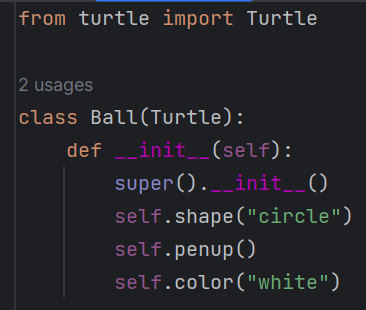 from turtle import Turtle
2 usages
class Ball(Turtle):
    def __init__(self):
        super().__init__()
        self.shape("circle")
        self.penup()
        self.color("white")